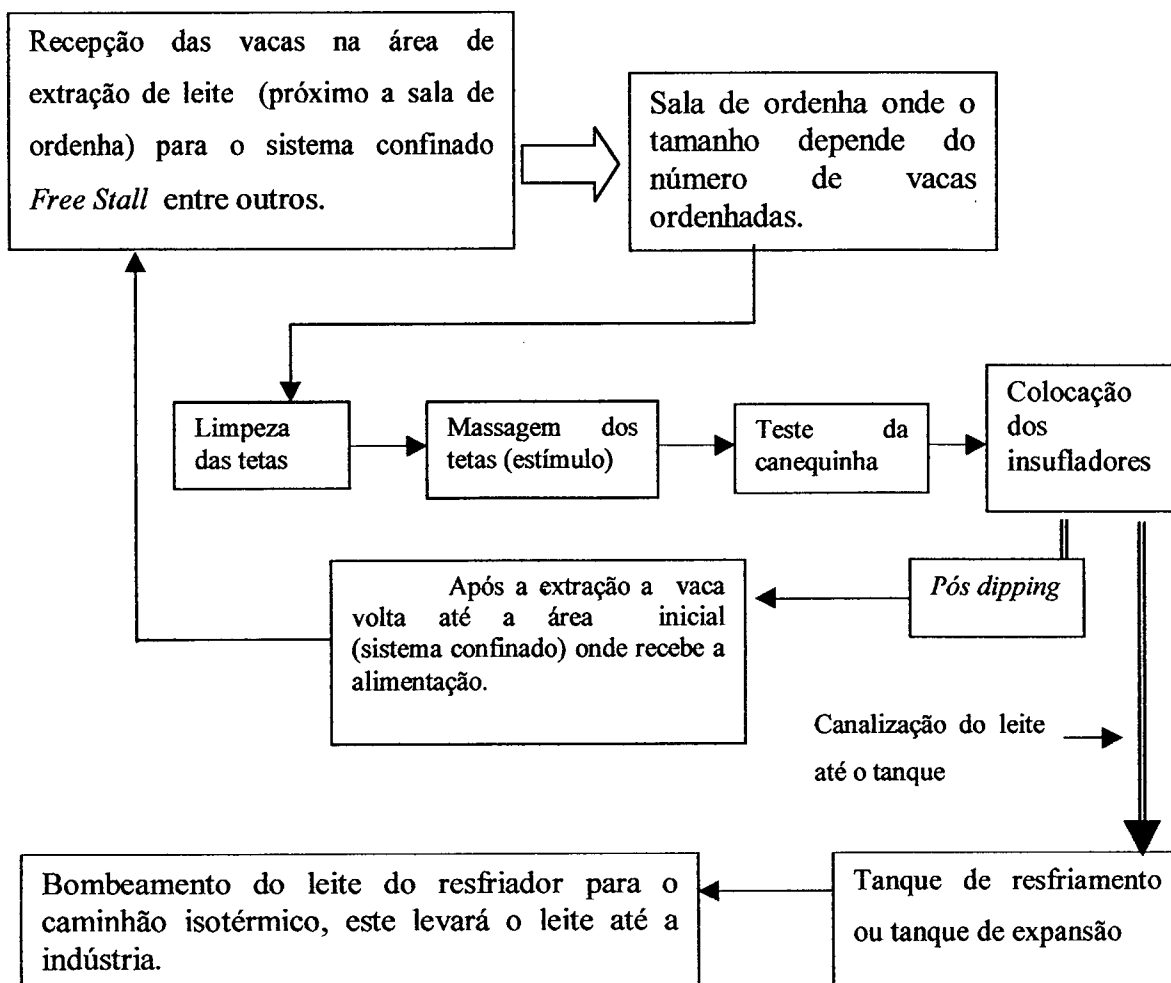 Recepção das vacas na área de
extração de leite (próximo a sala de
ordenha) para o sistema confinado
Free Stall entre outros.
Sala de ordenha onde o
tamanho depende do
número de vacas
ordenhadas.
Limpeza
das tetas
Massagem dos
tetas (estímulo)
Teste da
canequinha
Colocação
dos
insufladores
Pós dipping
Após a extração a vaca
volta até a área inicial
(sistema confinado) onde recebe a
alimentação.
Canalização do leite
até o tanque
Tanque de resfriamento
ou tanque de expansão
Bombeamento do leite do resfriador para o
caminhão isotérmico, este levará o leite até a
indústria.